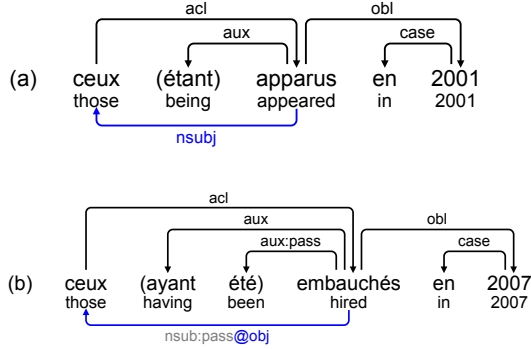 acl
obl
aux
case
(a) ceux (étant) apparus en 2001
those being appeared in 2001
nsubj
acl
aux
obl
aux:pass
case
(b) ceux (ayant été) embauchés en 2007
those having been hired in 2007
nsub:pass@obj